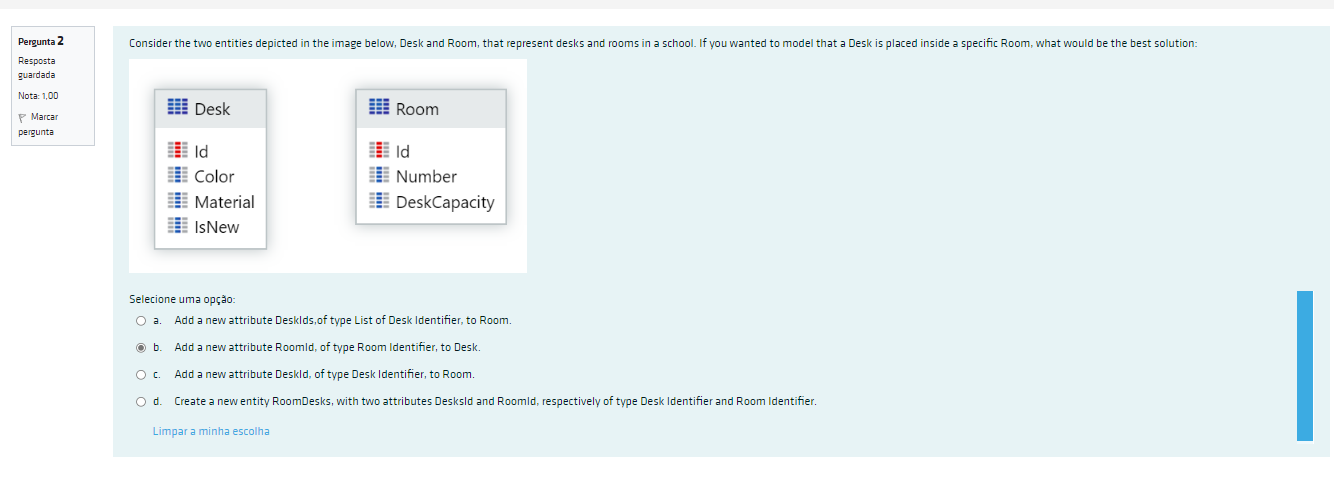 Pergunta 2
Resposta
guardada
Nota: 1,00
Marcar
pergunta
Consider the two entities depicted in the image below, Desk and Room, that represent desks and rooms in a school. If you wanted to model that a Desk is placed inside a specific Room, what would be the best solution:
Desk
Id
Color
Material
IsNew
Room
Id
Number
DeskCapacity
Selecione uma opção:
a. Add a new attribute DeskIds,of type List of Desk Identifier, to Room.
b. Add a new attribute RoomId, of type Room Identifier, to Desk.
c. Add a new attribute DeskId, of type Desk Identifier, to Room.
d. Create a new entity RoomDesks, with two attributes DesksId and RoomId, respectively of type Desk Identifier and Room Identifier.
Limpar a minha escolha